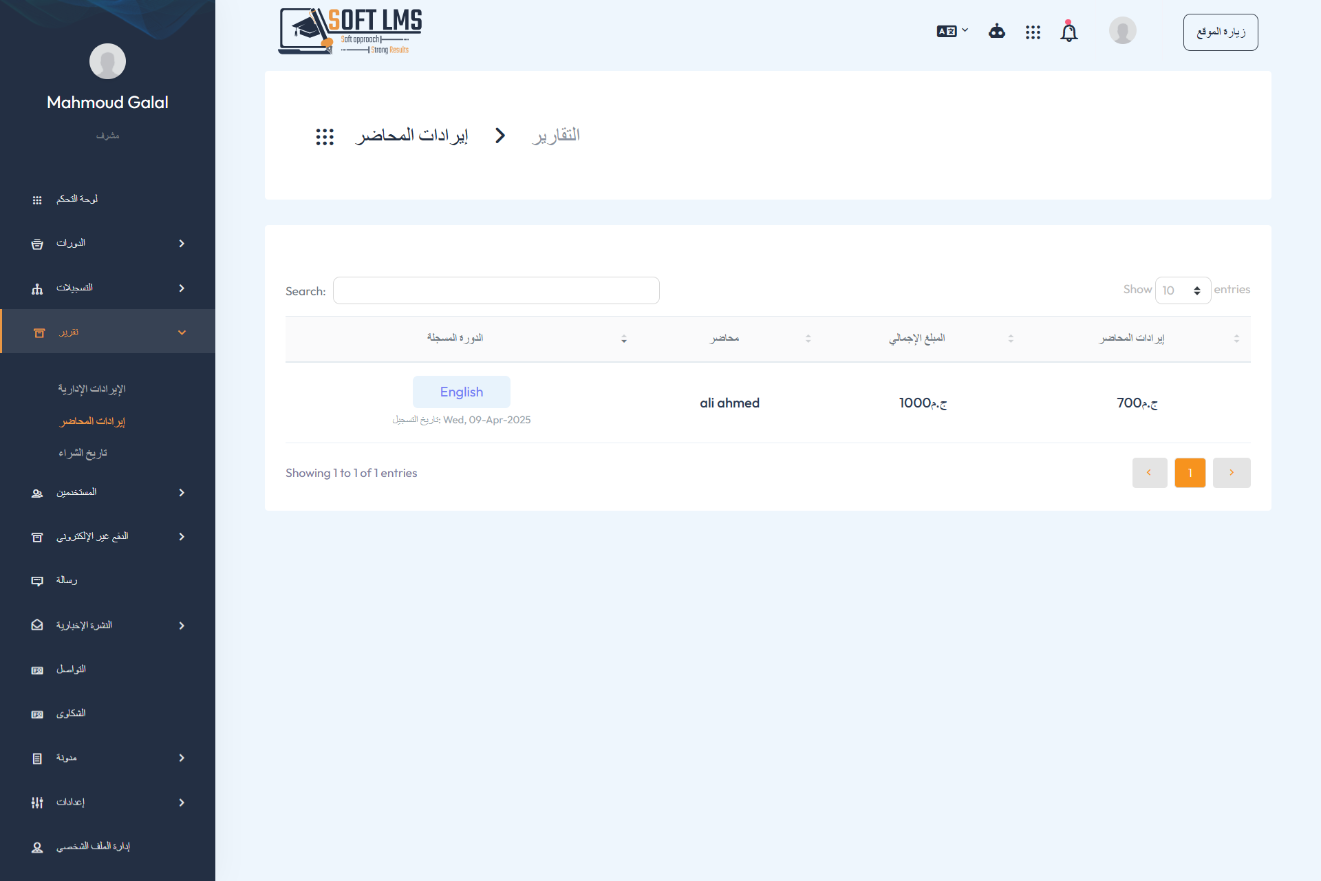 SOFT LMS
Soft approach
Strong Results
زيارة الموقع
Mahmoud Galal
مشرف
لوحة التحكم
الدورات
التسجيلات
تقرير
الإيرادات الإدارية
إيرادات المحاضر
تاريخ الشراء
المستخدمين
الدفع غير الإلكتروني
رسالة
النشرة الإخبارية
التواصل
الشكاوى
مدونة
إعدادات
إدارة الملف الشخصي
إيرادات المحاضر
التقارير
Search:
Show 10 entries
الدورة المسجلة
محاضر
المبلغ الإجمالي
إيرادات المحاضر
English
تاريخ التسجيل: Wed, 09-Apr-2025
ali ahmed
ج.م1000
ج.م700
Showing 1 to 1 of 1 entries
1